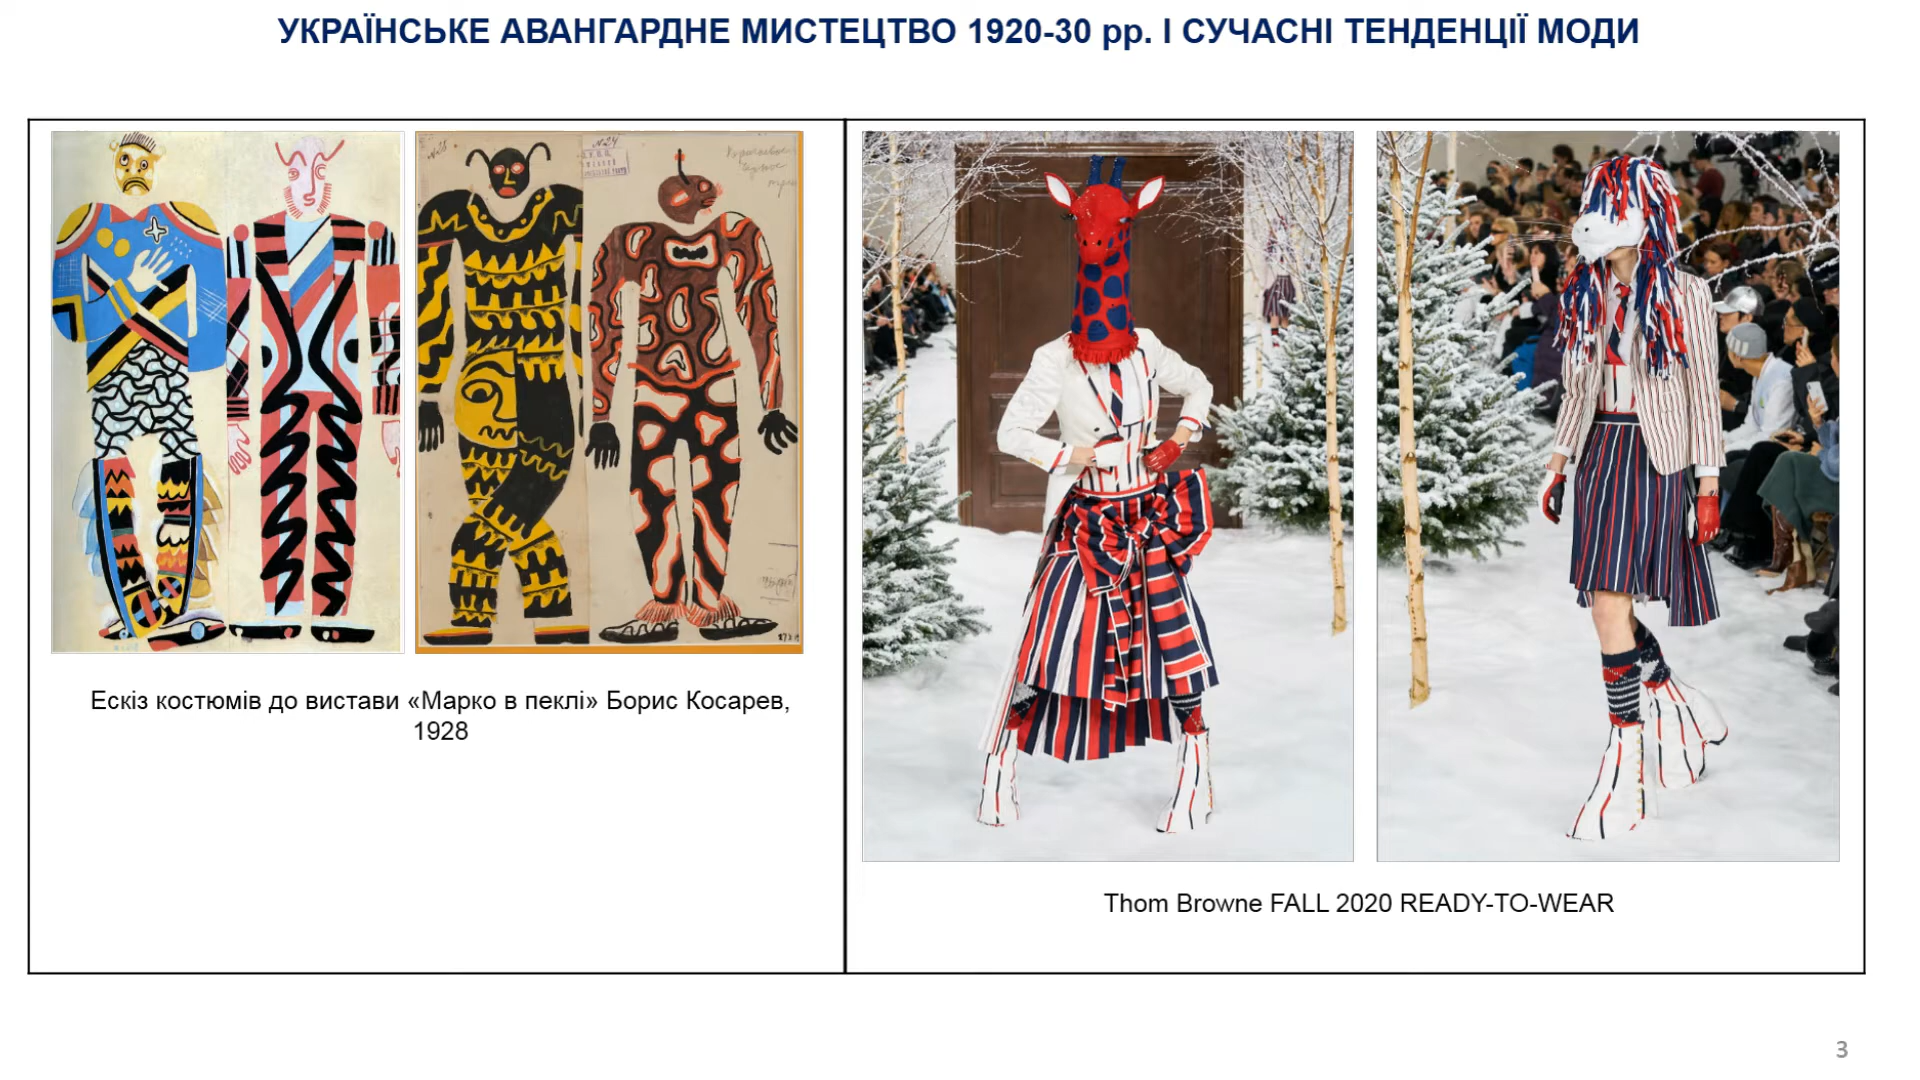 УКРАЇНСЬКЕ АВАНГАРДНЕ МИСТЕЦТВО 1920-30 рр. І СУЧАСНІ ТЕНДЕНЦІЇ МОДИ
Ескіз костюмів до вистави «Марко в пеклі» Борис Косарев,
1928
Thom Browne FALL 2020 READY-TO-WEAR
3